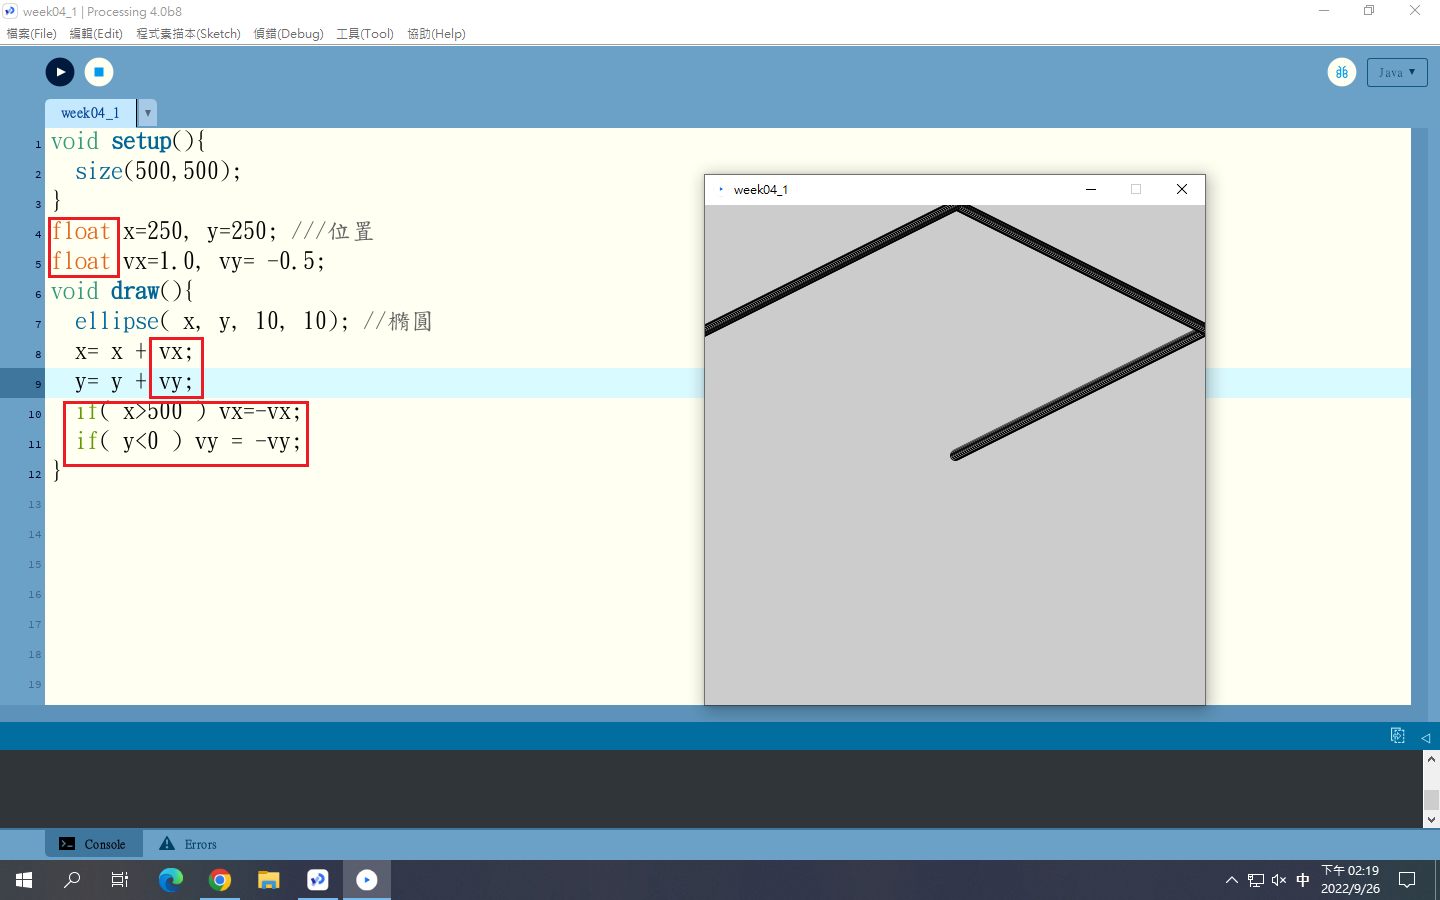 week04_1 | Processing 4.0b8
檔案(File) 編輯(Edit) 程式素描本(Sketch) 偵錯(Debug) 工具(Tool) 協助(Help)
Java ▼
week04_1 ▼
1 void setup(){
2 size(500,500);
3 }
4 float x=250, y=250; ///位置
5 float vx=1.0, vy= -0.5;
6 void draw(){
7 ellipse( x, y, 10, 10); //橢圓
8 x= x + vx;
9 y= y + vy;
10 if( x>500 ) vx=-vx;
11 if( y<0 ) vy = -vy;
12 }
13
14
15
16
17
18
19
week04_1
Console Errors
中
下午 02:19
2022/9/26